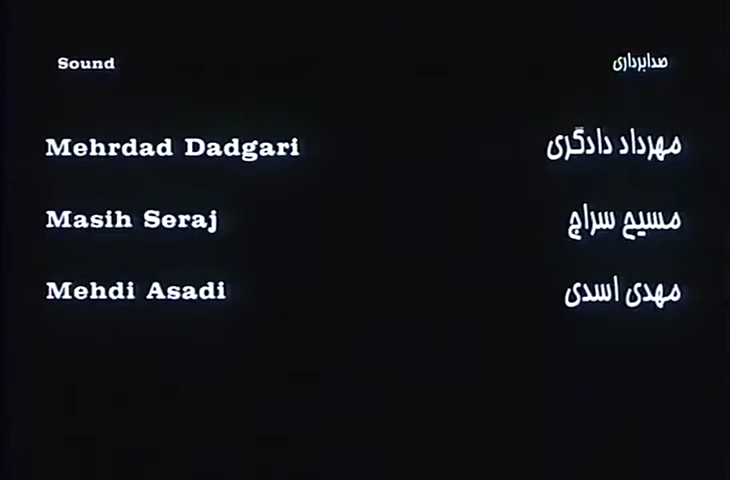 Sound صدابرداری
Mehrdad Dadgari مهرداد دادگری
Masih Seraj مسیح سراج
Mehdi Asadi مهدی اسدی